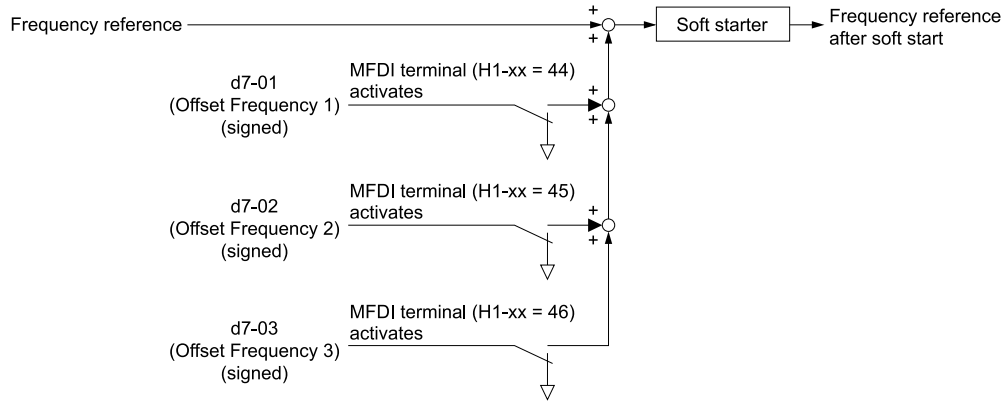 Frequency reference
+
+
Soft starter
Frequency reference
after soft start
d7-01
(Offset Frequency 1)
(signed)
MFDI terminal (H1-xx = 44)
activates
+
+
d7-02
(Offset Frequency 2)
(signed)
MFDI terminal (H1-xx = 45)
activates
+
+
d7-03
(Offset Frequency 3)
(signed)
MFDI terminal (H1-xx = 46)
activates